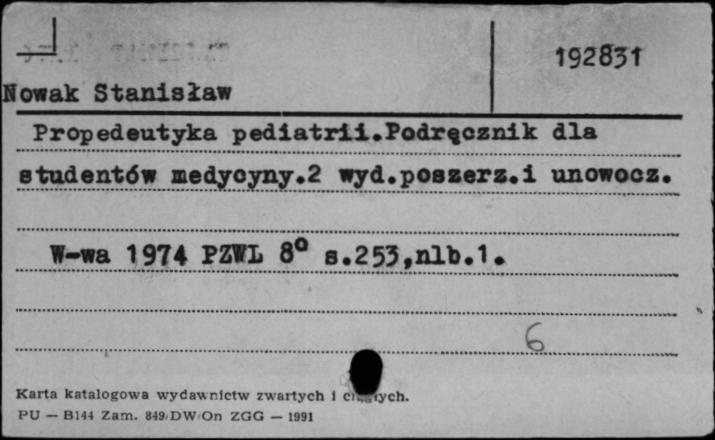 192831
Nowak Stanisław
Propedeutyka pediatrii.Podręcznik dla
studentów medycyny.2 wyd.poszerz.i unowocz.
W-wa 1974 PZWL 8° s.253,nlb.1.
6
Karta katalogowa wydawnictw zwartych i ciągłych.
PU — B144 Zam. 849/DW/On ZGG — 1991